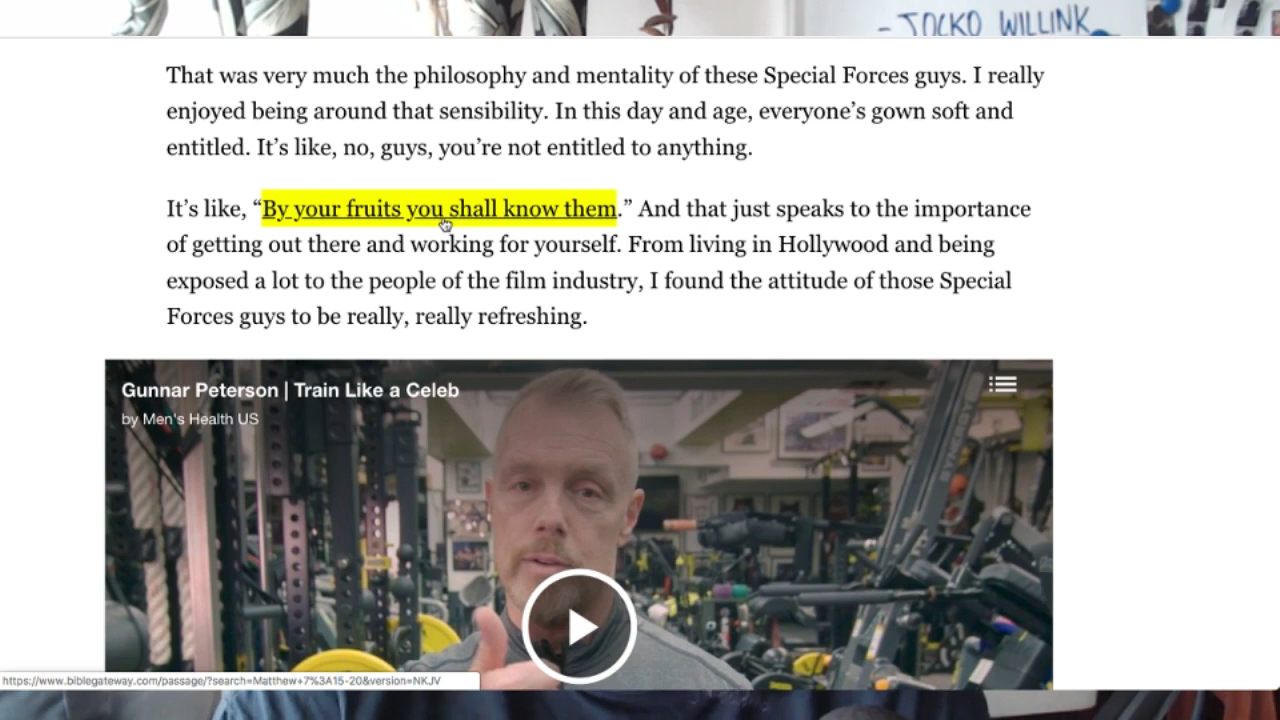 - JOCKO WILLINK
That was very much the philosophy and mentality of these Special Forces guys. I really
enjoyed being around that sensibility. In this day and age, everyone’s gown soft and
entitled. It’s like, no, guys, you’re not entitled to anything.
It’s like, “By your fruits you shall know them.” And that just speaks to the importance
of getting out there and working for yourself. From living in Hollywood and being
exposed a lot to the people of the film industry, I found the attitude of those Special
Forces guys to be really, really refreshing.
Gunnar Peterson | Train Like a Celeb
by Men's Health US
https://www.biblegateway.com/passage/?search=Matthew+7%3A15-20&version=NKJV